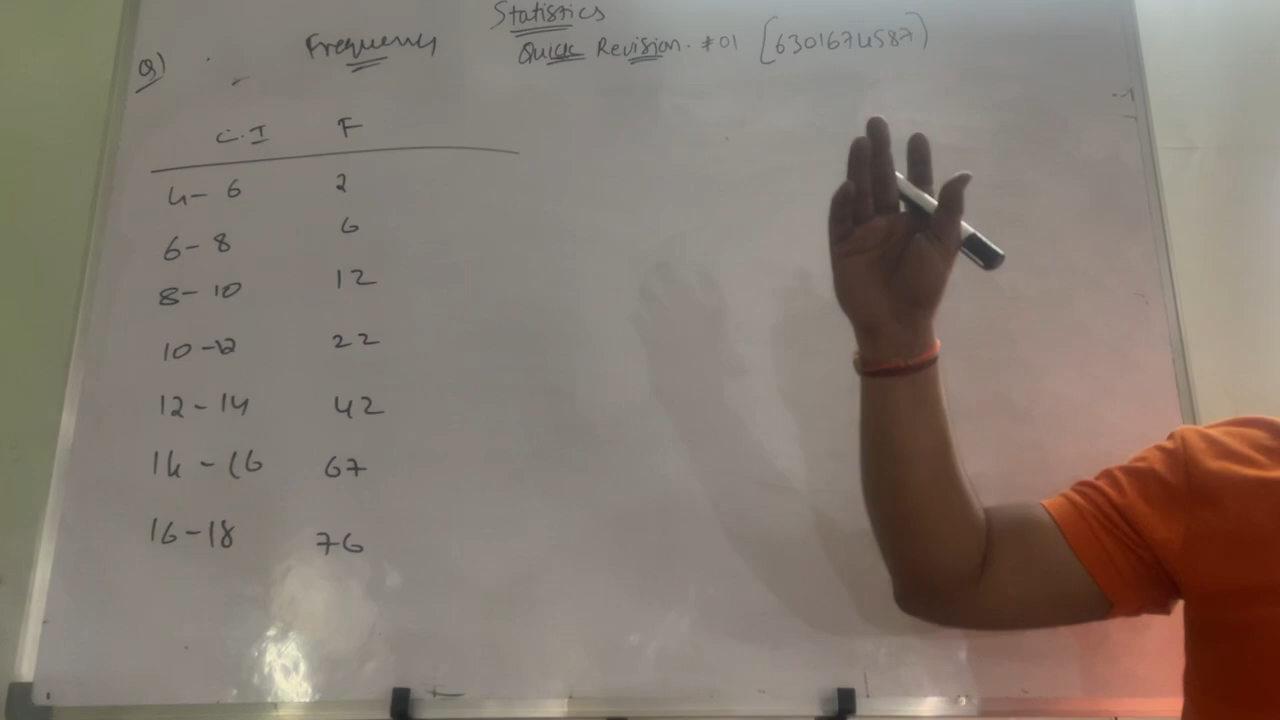 Statistics
Quick Revision. #01 [6301674587)
Q) Frequency
C.I F
4- 6 2
6- 8 6
8- 10 12
10 -12 22
12 - 14 42
14 - 16 67
16 - 18 76